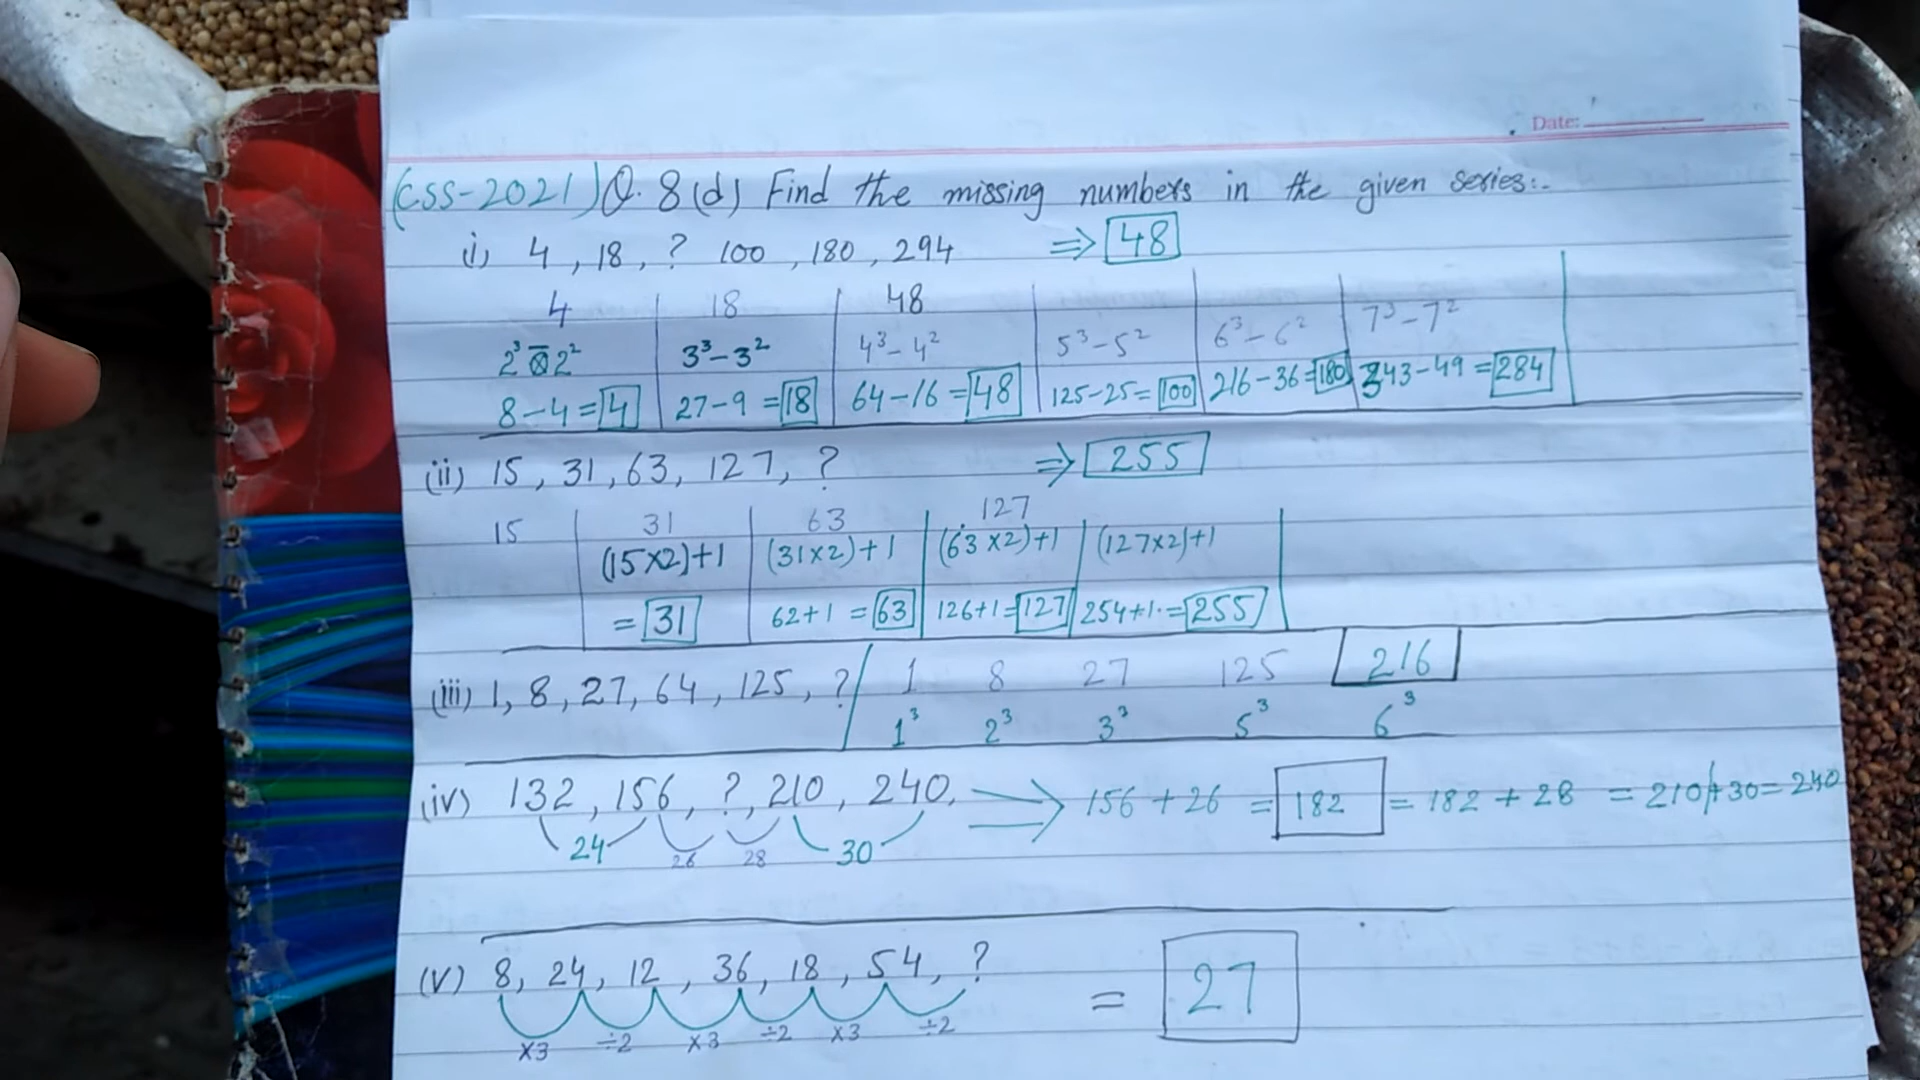 Date:
(CSS-2021) Q. 8 (d) Find the missing numbers in the given series:-
(i) 4, 18, ? 100, 180, 294 ⇒ 48
4 18 48
2³ - 2² 3³-3² 4³-4² 5³-5² 6³-6² 7³-7²
8-4=4 27-9=18 64-16=48 125-25=100 216-36=180 343-49=284
(ii) 15, 31, 63, 127, ? ⇒ 255
15 31 63 127
(15×2)+1 (31×2)+1 (63×2)+1 (127×2)+1
=31 62+1=63 126+1=127 254+1.=255
(iii) 1, 8, 27, 64, 125, ? / 1 8 27 125 216
1³ 2³ 3³ 5³ 6³
(iv) 132, 156, ?, 210, 240. ⇒ 156+26=182=182+28=210+30=240
24 26 28 30
(v) 8, 24, 12, 36, 18, 54, ? = 27
×3 ÷2 ×3 ÷2 ×3 ÷2